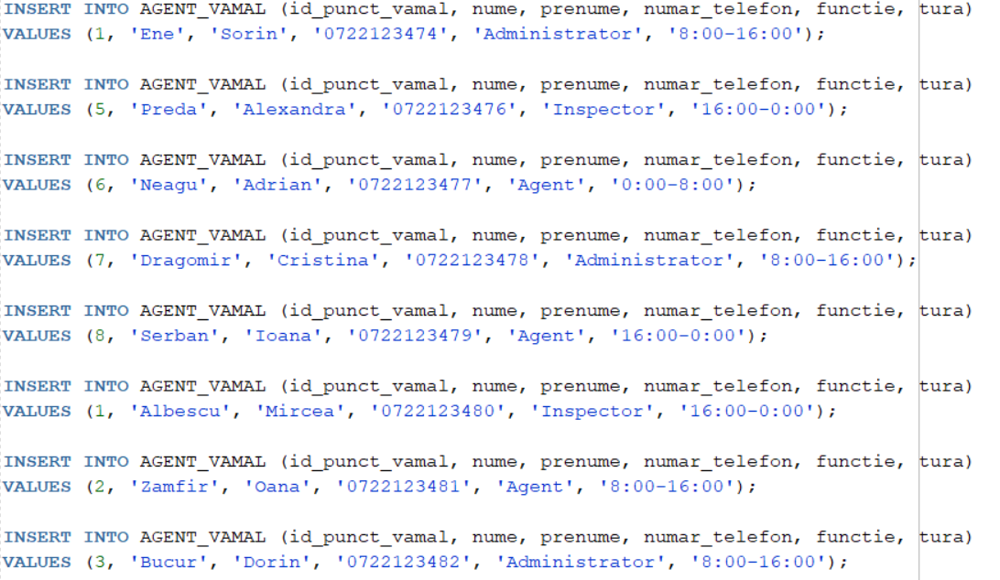 INSERT INTO AGENT_VAMAL (id_punct_vamal, nume, prenume, numar_telefon, functie, tura)
VALUES (1, 'Ene', 'Sorin', '0722123474', 'Administrator', '8:00-16:00');
INSERT INTO AGENT_VAMAL (id_punct_vamal, nume, prenume, numar_telefon, functie, tura)
VALUES (5, 'Preda', 'Alexandra', '0722123476', 'Inspector', '16:00-0:00');
INSERT INTO AGENT_VAMAL (id_punct_vamal, nume, prenume, numar_telefon, functie, tura)
VALUES (6, 'Neagu', 'Adrian', '0722123477', 'Agent', '0:00-8:00');
INSERT INTO AGENT_VAMAL (id_punct_vamal, nume, prenume, numar_telefon, functie, tura)
VALUES (7, 'Dragomir', 'Cristina', '0722123478', 'Administrator', '8:00-16:00');
INSERT INTO AGENT_VAMAL (id_punct_vamal, nume, prenume, numar_telefon, functie, tura)
VALUES (8, 'Serban', 'Ioana', '0722123479', 'Agent', '16:00-0:00');
INSERT INTO AGENT_VAMAL (id_punct_vamal, nume, prenume, numar_telefon, functie, tura)
VALUES (1, 'Albescu', 'Mircea', '0722123480', 'Inspector', '16:00-0:00');
INSERT INTO AGENT_VAMAL (id_punct_vamal, nume, prenume, numar_telefon, functie, tura)
VALUES (2, 'Zamfir', 'Oana', '0722123481', 'Agent', '8:00-16:00');
INSERT INTO AGENT_VAMAL (id_punct_vamal, nume, prenume, numar_telefon, functie, tura)
VALUES (3, 'Bucur', 'Dorin', '0722123482', 'Administrator', '8:00-16:00');